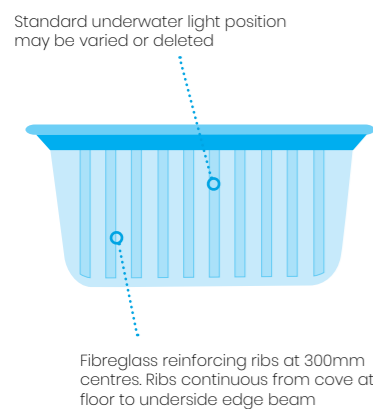 Standard underwater light position
may be varied or deleted
Fibreglass reinforcing ribs at 300mm
centres. Ribs continuous from cove at
floor to underside edge beam